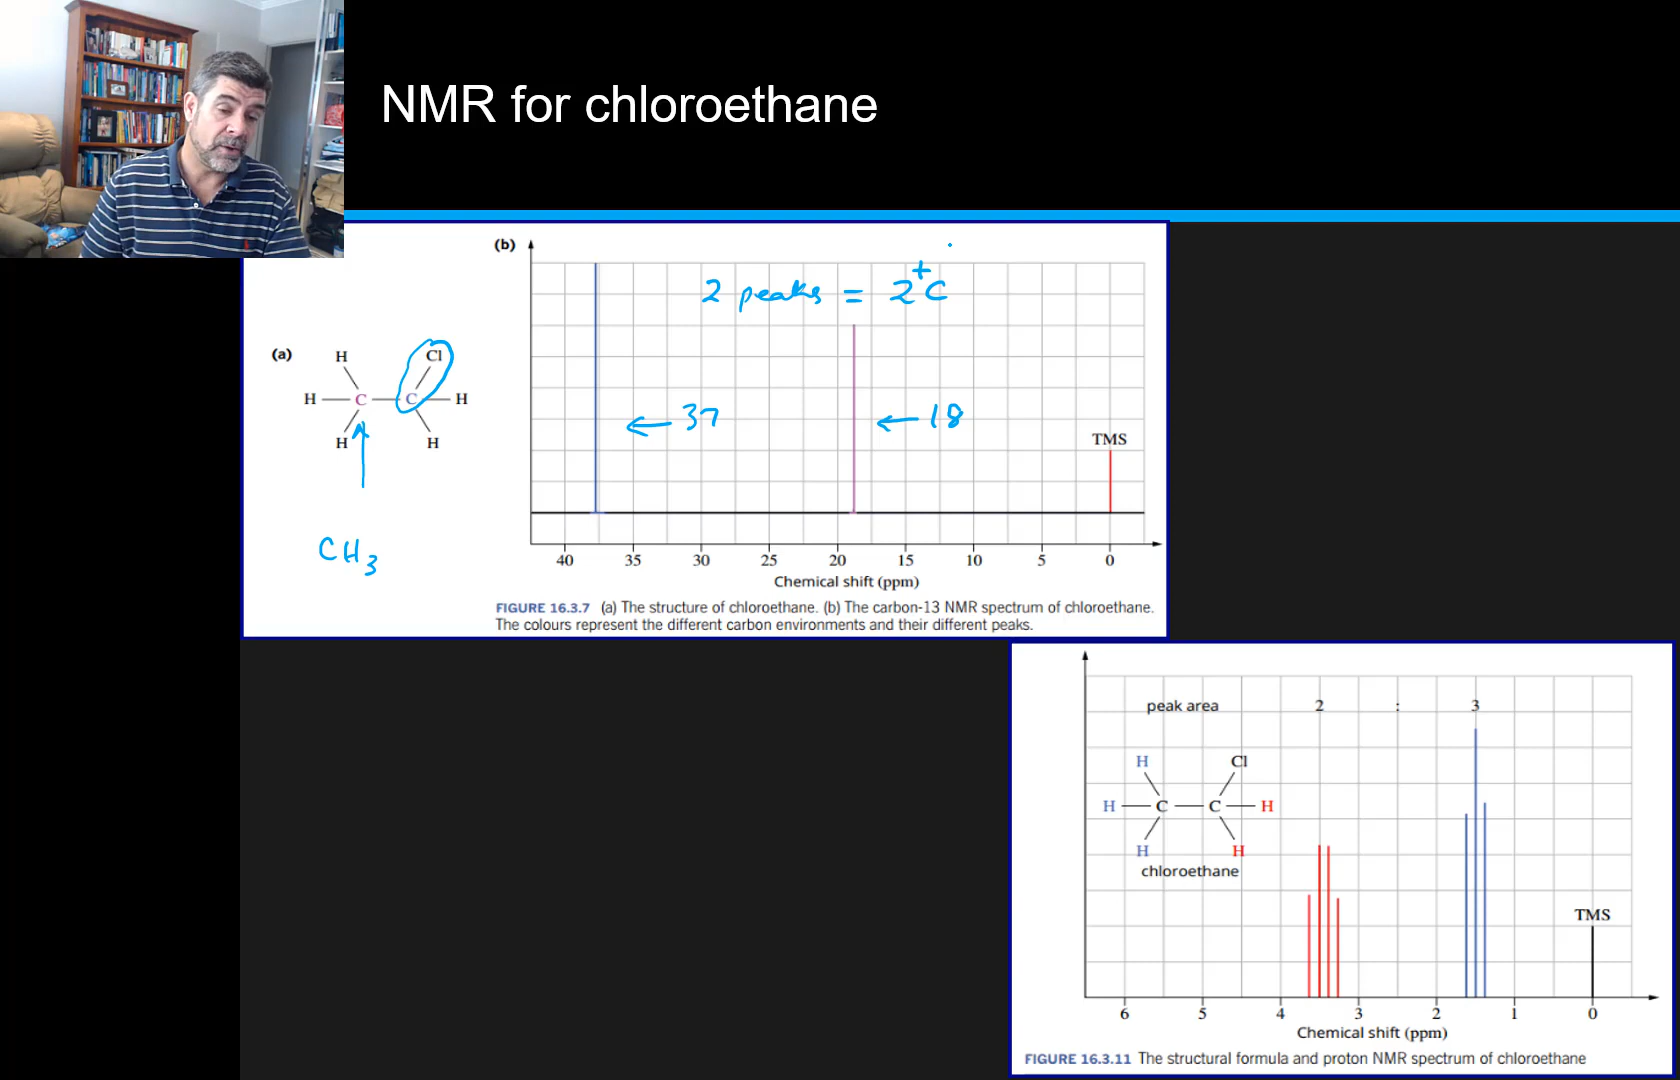 NMR for chloroethane
(b)
2 peaks = 2+C
(a)
H Cl
H C C H
H H
CH3
← 37
← 18
TMS
40 35 30 25 20 15 10 5 0
Chemical shift (ppm)
FIGURE 16.3.7 (a) The structure of chloroethane. (b) The carbon-13 NMR spectrum of chloroethane.
The colours represent the different carbon environments and their different peaks.
peak area 2 : 3
H Cl
H C C H
H H
chloroethane
TMS
6 5 4 3 2 1 0
Chemical shift (ppm)
FIGURE 16.3.11 The structural formula and proton NMR spectrum of chloroethane